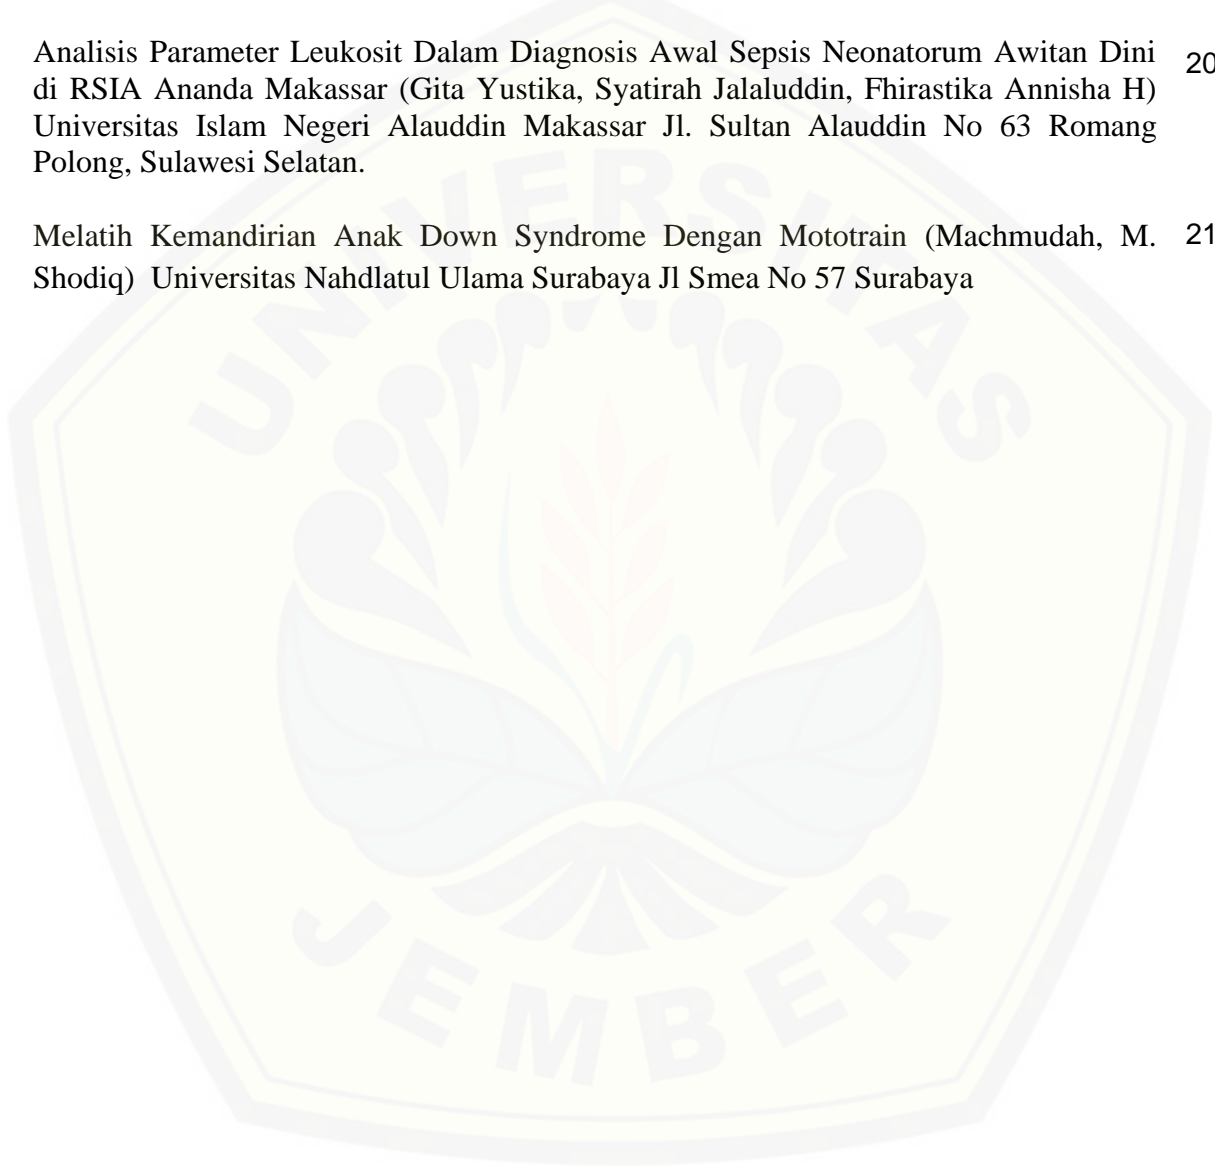 Analisis Parameter Leukosit Dalam Diagnosis Awal Sepsis Neonatorum Awitan Dini 20
di RSIA Ananda Makassar (Gita Yustika, Syatirah Jalaluddin, Fhirastika Annisha H)
Universitas Islam Negeri Alauddin Makassar Jl. Sultan Alauddin No 63 Romang
Polong, Sulawesi Selatan.
Melatih Kemandirian Anak Down Syndrome Dengan Mototrain (Machmudah, M. 21
Shodiq) Universitas Nahdlatul Ulama Surabaya Jl Smea No 57 Surabaya
UNIVERSITAS
JEMBER